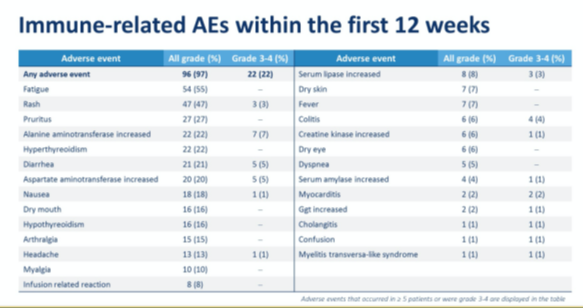 Immune-related AEs within the first 12 weeks
Adverse event All grade (%) Grade 3-4 (%) Adverse event All grade (%) Grade 3-4 (%)
Any adverse event 96 (97) 22 (22) Serum lipase increased 8 (8) 3 (3)
Fatigue 54 (55) – Dry skin 7 (7) –
Rash 47 (47) 3 (3) Fever 7 (7) –
Pruritus 27 (27) – Colitis 6 (6) 4 (4)
Alanine aminotransferase increased 22 (22) 7 (7) Creatine kinase increased 6 (6) 1 (1)
Hyperthyreoidism 22 (22) – Dry eye 6 (6) –
Diarrhea 21 (21) 5 (5) Dyspnea 5 (5) –
Aspartate aminotransferase increased 20 (20) 5 (5) Serum amylase increased 4 (4) 1 (1)
Nausea 18 (18) 1 (1) Myocarditis 2 (2) 2 (2)
Dry mouth 16 (16) – Ggt increased 2 (2) 1 (1)
Hypothyreoidism 16 (16) – Cholangitis 1 (1) 1 (1)
Arthralgia 15 (15) – Confusion 1 (1) 1 (1)
Headache 13 (13) 1 (1) Myelitis transversa-like syndrome 1 (1) 1 (1)
Myalgia 10 (10) –
Infusion related reaction 8 (8) –
Adverse events that occurred in ≥ 5 patients or were grade 3-4 are displayed in the table